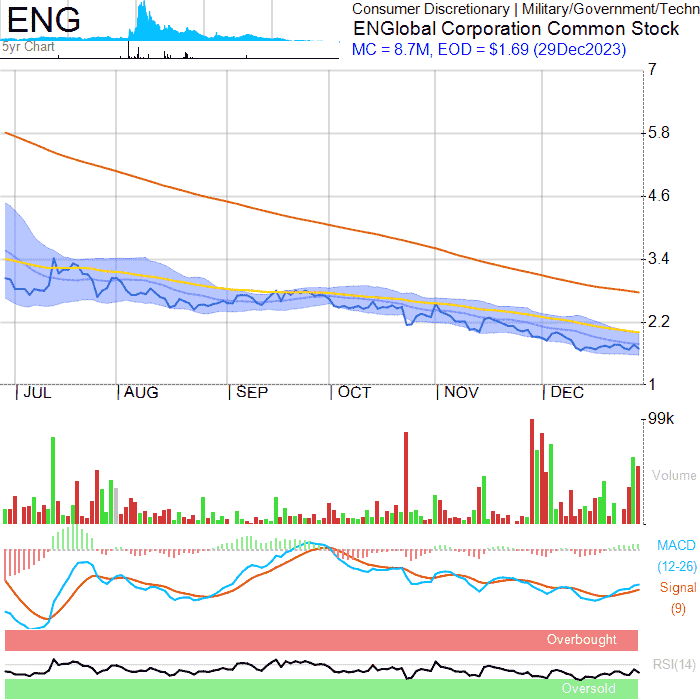 ENG
5yr Chart
Consumer Discretionary | Military/Government/Techn
ENGlobal Corporation Common Stock
MC = 8.7M, EOD = $1.69 (29Dec2023)
7
5.8
4.6
3.4
2.2
1
JUL AUG SEP OCT NOV DEC
99k
Volume
MACD
(12-26)
Signal
(9)
Overbought
RSI(14)
Oversold